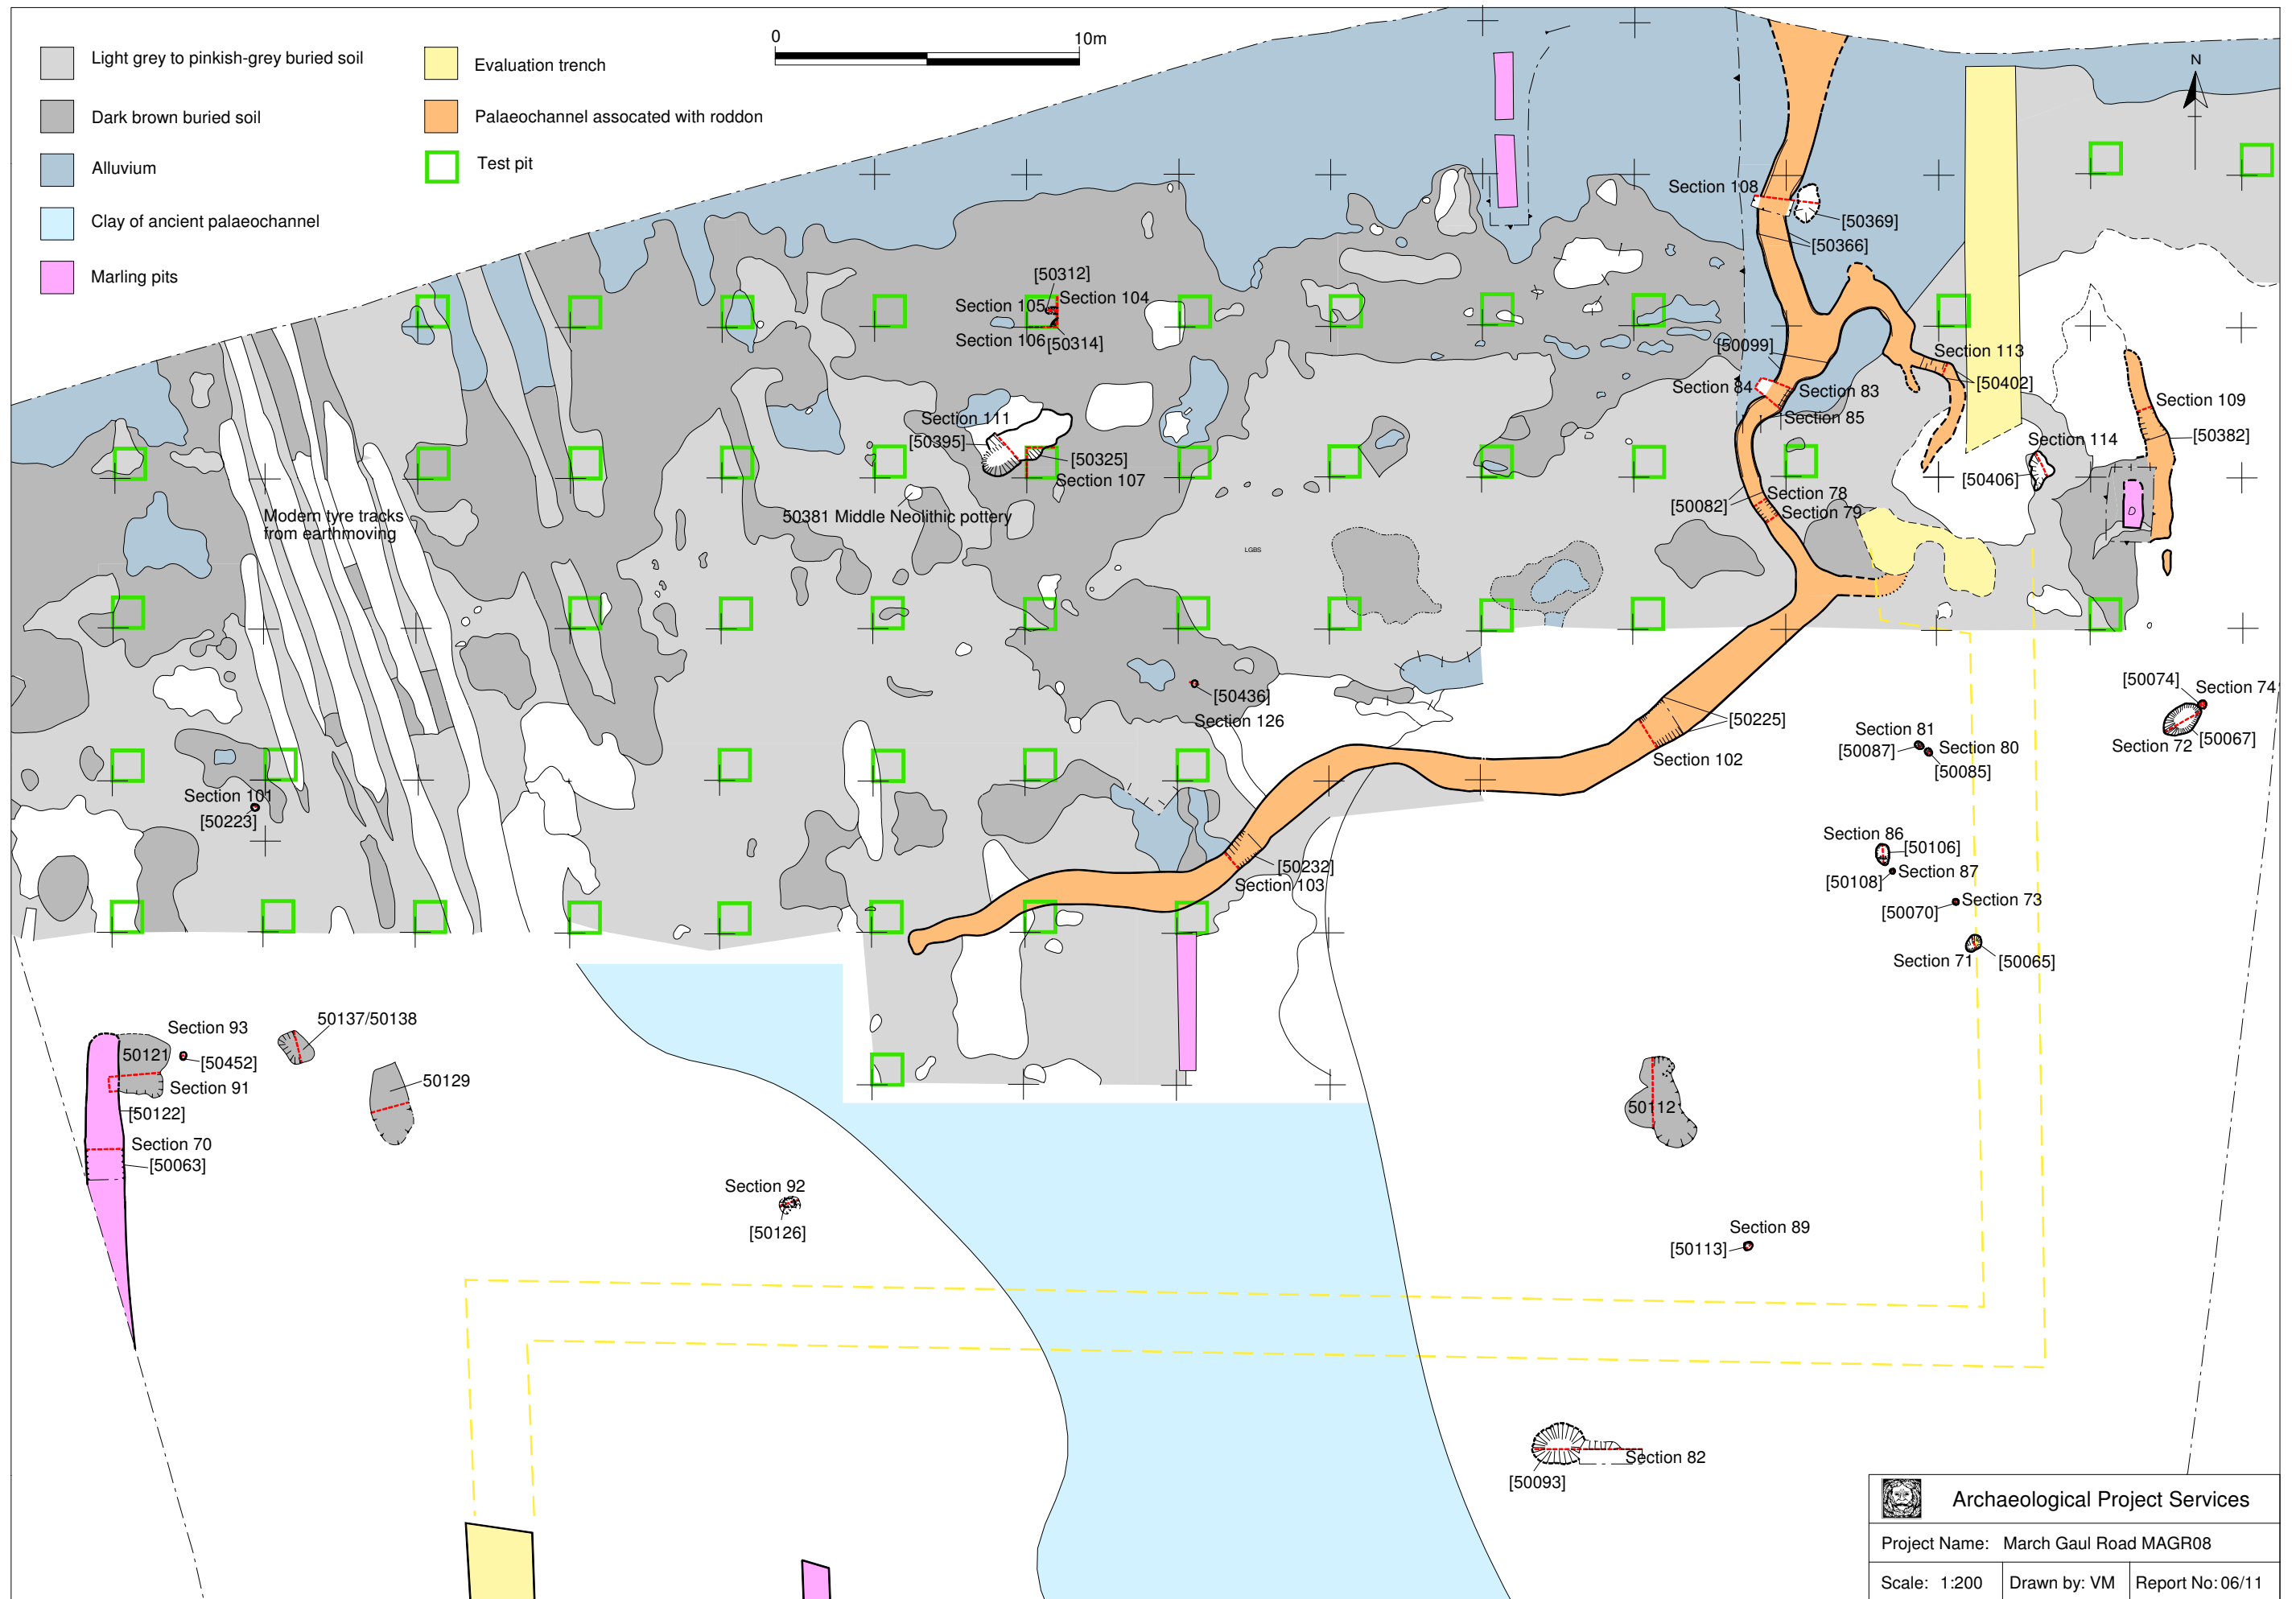 Light grey to pinkish-grey buried soil
Dark brown buried soil
Alluvium
Clay of ancient palaeochannel
Marling pits
Evaluation trench
Palaeochannel assocated with roddon
Test pit
0 10m
N
Section 108
[50369]
[50366]
[50312]
Section 105
Section 104
Section 106
[50314]
[50099]
Section 113
[50402]
Section 84
Section 83
Section 85
Section 109
[50382]
Section 111
[50395]
[50325]
Section 107
Section 114
[50406]
50381 Middle Neolithic pottery
Modern tyre tracks
from earthmoving
Section 78
[50082]
Section 79
D
LGBS
[50436]
Section 126
[50225]
Section 102
[50074]
Section 74
Section 72
[50067]
Section 81
[50087]
Section 80
[50085]
Section 101
[50223]
Section 86
[50106]
[50108]
Section 87
Section 73
[50070]
Section 71
[50065]
[50232]
Section 103
Section 93
50121
[50452]
Section 91
[50122]
50137/50138
50129
Section 70
[50063]
50112
Section 92
[50126]
Section 89
[50113]
Section 82
[50093]
Archaeological Project Services
Project Name: March Gaul Road MAGR08
Scale: 1:200 Drawn by: VM Report No: 06/11